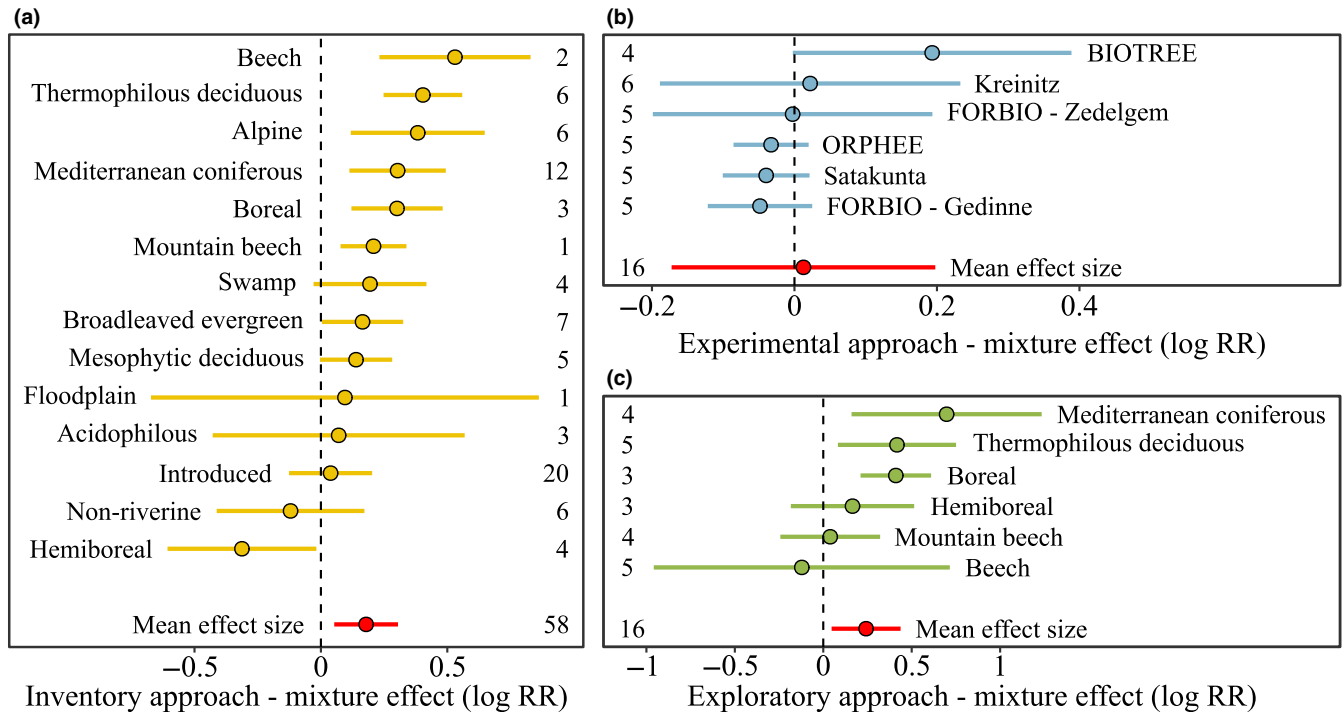 (a)
Beech 2
Thermophilous deciduous 6
Alpine 6
Mediterranean coniferous 12
Boreal 3
Mountain beech 1
Swamp 4
Broadleaved evergreen 7
Mesophytic deciduous 5
Floodplain 1
Acidophilous 3
Introduced 20
Non-riverine 6
Hemiboreal 4
Mean effect size 58
−0.5 0 0.5
Inventory approach - mixture effect (log RR)
(b)
4 BIOTREE
6 Kreinitz
5 FORBIO - Zedelgem
5 ORPHEE
5 Satakunta
5 FORBIO - Gedinne
16 Mean effect size
−0.2 0 0.2 0.4
Experimental approach - mixture effect (log RR)
(c)
4 Mediterranean coniferous
5 Thermophilous deciduous
3 Boreal
3 Hemiboreal
4 Mountain beech
5 Beech
16 Mean effect size
−1 −0.5 0 0.5 1
Exploratory approach - mixture effect (log RR)